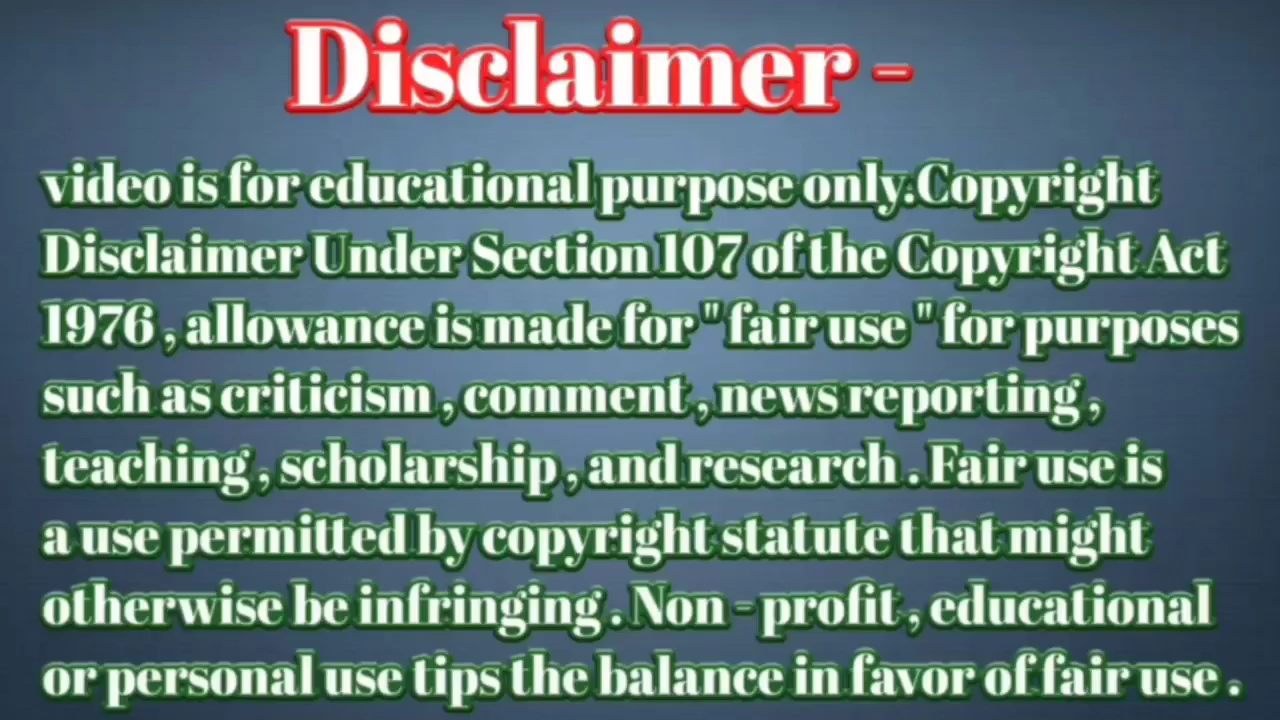 Disclaimer -
video is for educational purpose only.Copyright
Disclaimer Under Section 107 of the Copyright Act
1976 , allowance is made for " fair use " for purposes
such as criticism , comment , news reporting ,
teaching , scholarship , and research . Fair use is
a use permitted by copyright statute that might
otherwise be infringing . Non - profit , educational
or personal use tips the balance in favor of fair use .